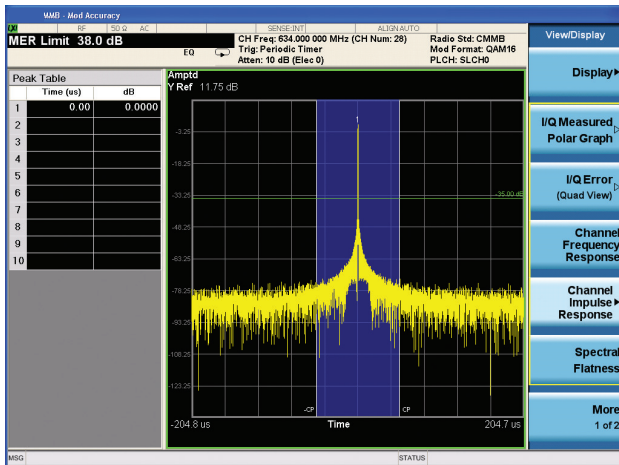 MMB - Mod Accuracy
RF 50 Ω AC SENSE:INT ALIGN AUTO
MER Limit 38.0 dB
EQ
CH Freq: 634.000 000 MHz (CH Num: 28)
Trig: Periodic Timer
Atten: 10 dB (Elec 0)
Radio Std: CMMB
Mod Format: QAM16
PLCH: SLCH0
Peak Table
Time (us) dB
1 0.00 0.0000
2
3
4
5
6
7
8
9
10
Amptd
Y Ref 11.75 dB
1
-3.25
-18.25
-33.25
-35.00 dB
-48.25
-63.25
-78.25
-93.25
-108.25
-123.25
-CP CP
-204.8 us Time 204.7 us
View/Display
Display
I/Q Measured
Polar Graph
I/Q Error
(Quad View)
Channel
Frequency
Response
Channel
Impulse
Response
Spectral
Flatness
More
1 of 2
MSG STATUS